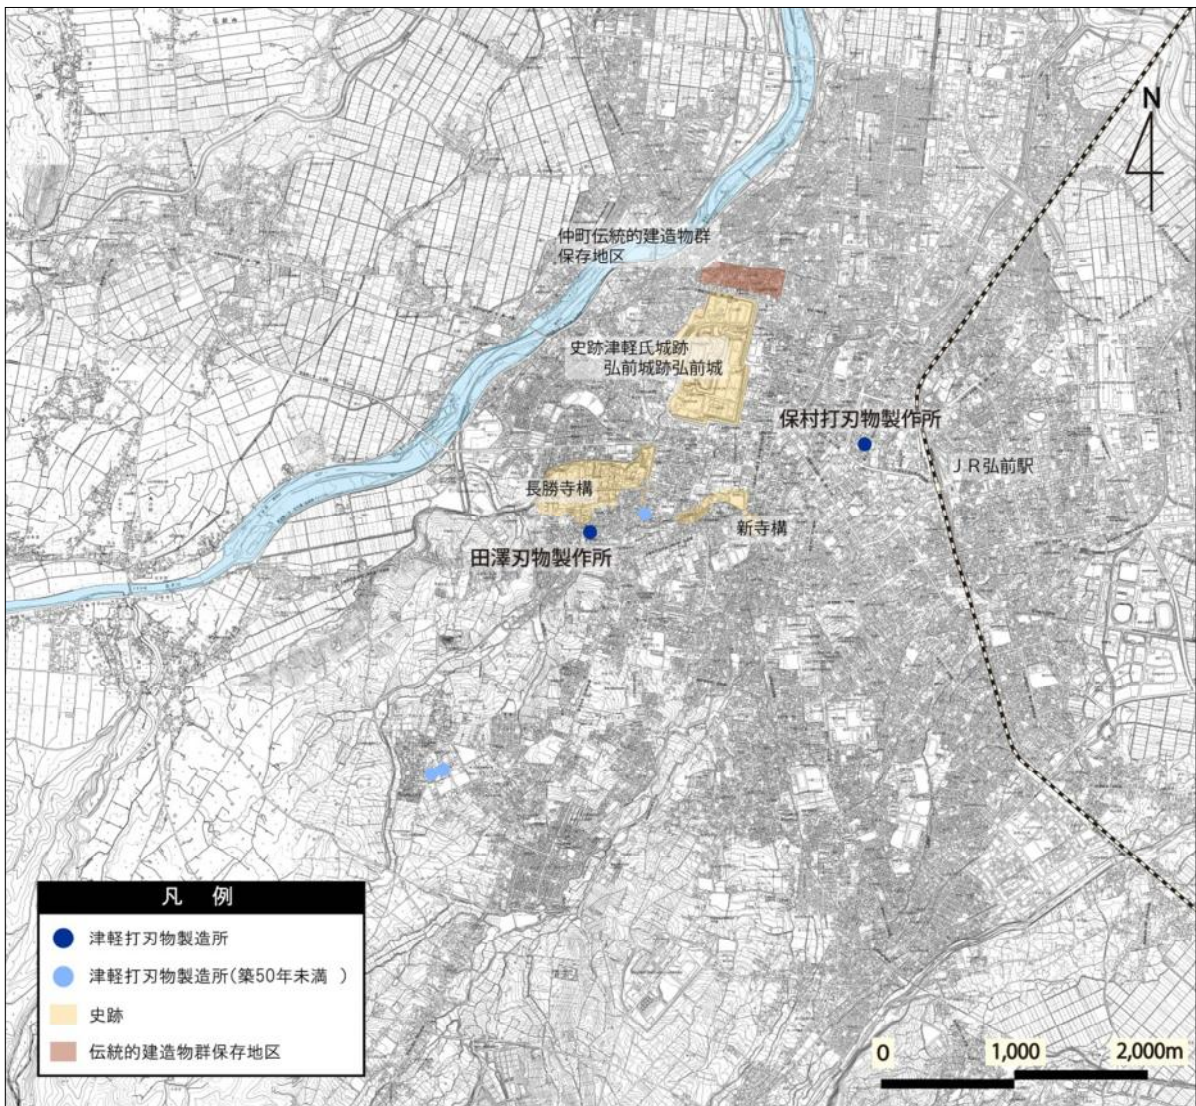 N
仲町伝統的建造物群
保存地区
史跡津軽氏城跡
弘前城跡弘前城
保村打刃物製作所
JR弘前駅
長勝寺構
新寺構
田澤刃物製作所
凡 例
津軽打刃物製造所
津軽打刃物製造所(築50年未満 )
史跡
伝統的建造物群保存地区
0 1,000 2,000m